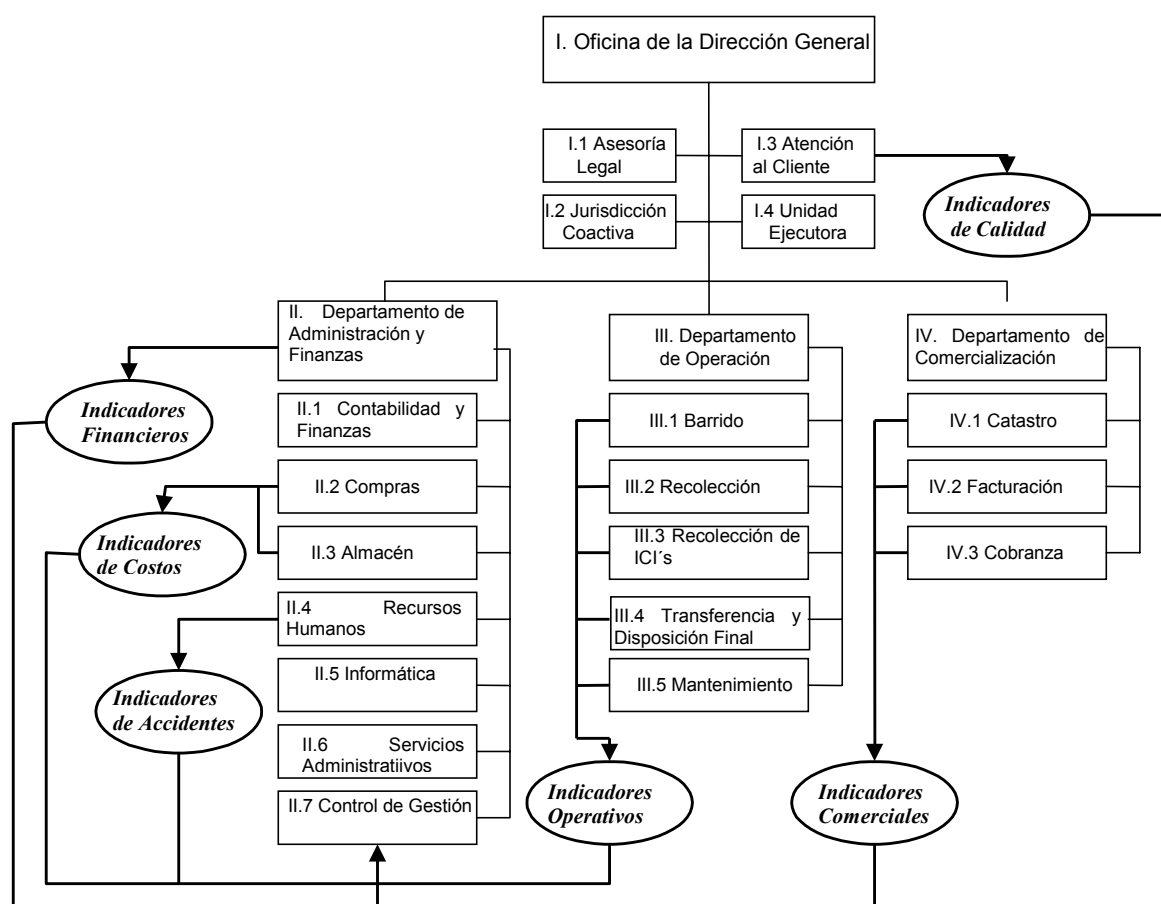 I. Oficina de la Dirección General
I.1 Asesoría
Legal
I.3 Atención
al Cliente
I.2 Jurisdicción
Coactiva
I.4 Unidad
Ejecutora
Indicadores
de Calidad
II. Departamento de
Administración y
Finanzas
III. Departamento
de Operación
IV. Departamento de
Comercialización
Indicadores
Financieros
II.1 Contabilidad y
Finanzas
II.2 Compras
II.3 Almacén
Indicadores
de Costos
II.4 Recursos
Humanos
II.5 Informática
Indicadores
de Accidentes
II.6 Servicios
Administratiivos
II.7 Control de Gestión
III.1 Barrido
III.2 Recolección
III.3 Recolección de
ICI´s
III.4 Transferencia y
Disposición Final
III.5 Mantenimiento
Indicadores
Operativos
IV.1 Catastro
IV.2 Facturación
IV.3 Cobranza
Indicadores
Comerciales